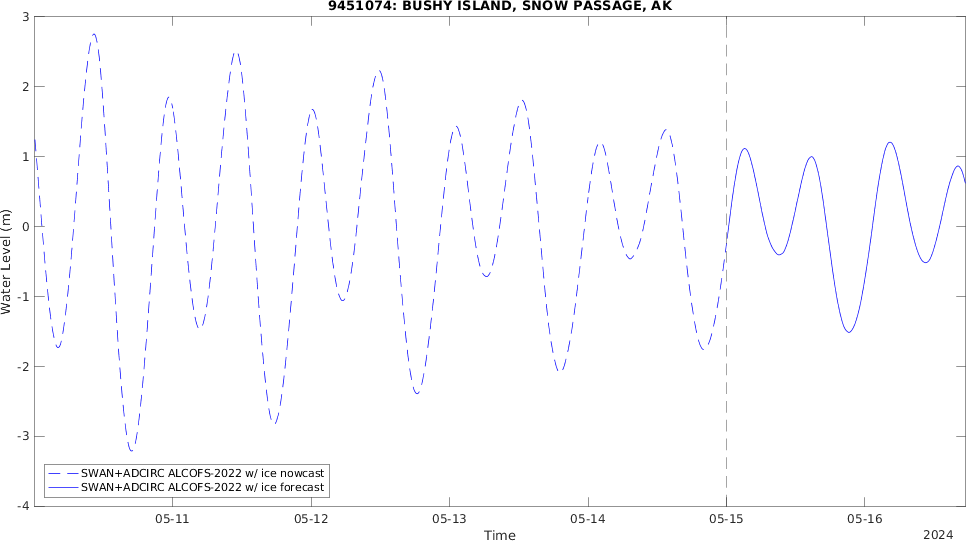 9451074: BUSHY ISLAND, SNOW PASSAGE, AK
3
2
1
0
-1
-2
-3
-4
Water Level (m)
SWAN+ADCIRC ALCOFS-2022 w/ ice nowcast
SWAN+ADCIRC ALCOFS-2022 w/ ice forecast
05-11 05-12 05-13 05-14 05-15 05-16
Time
2024